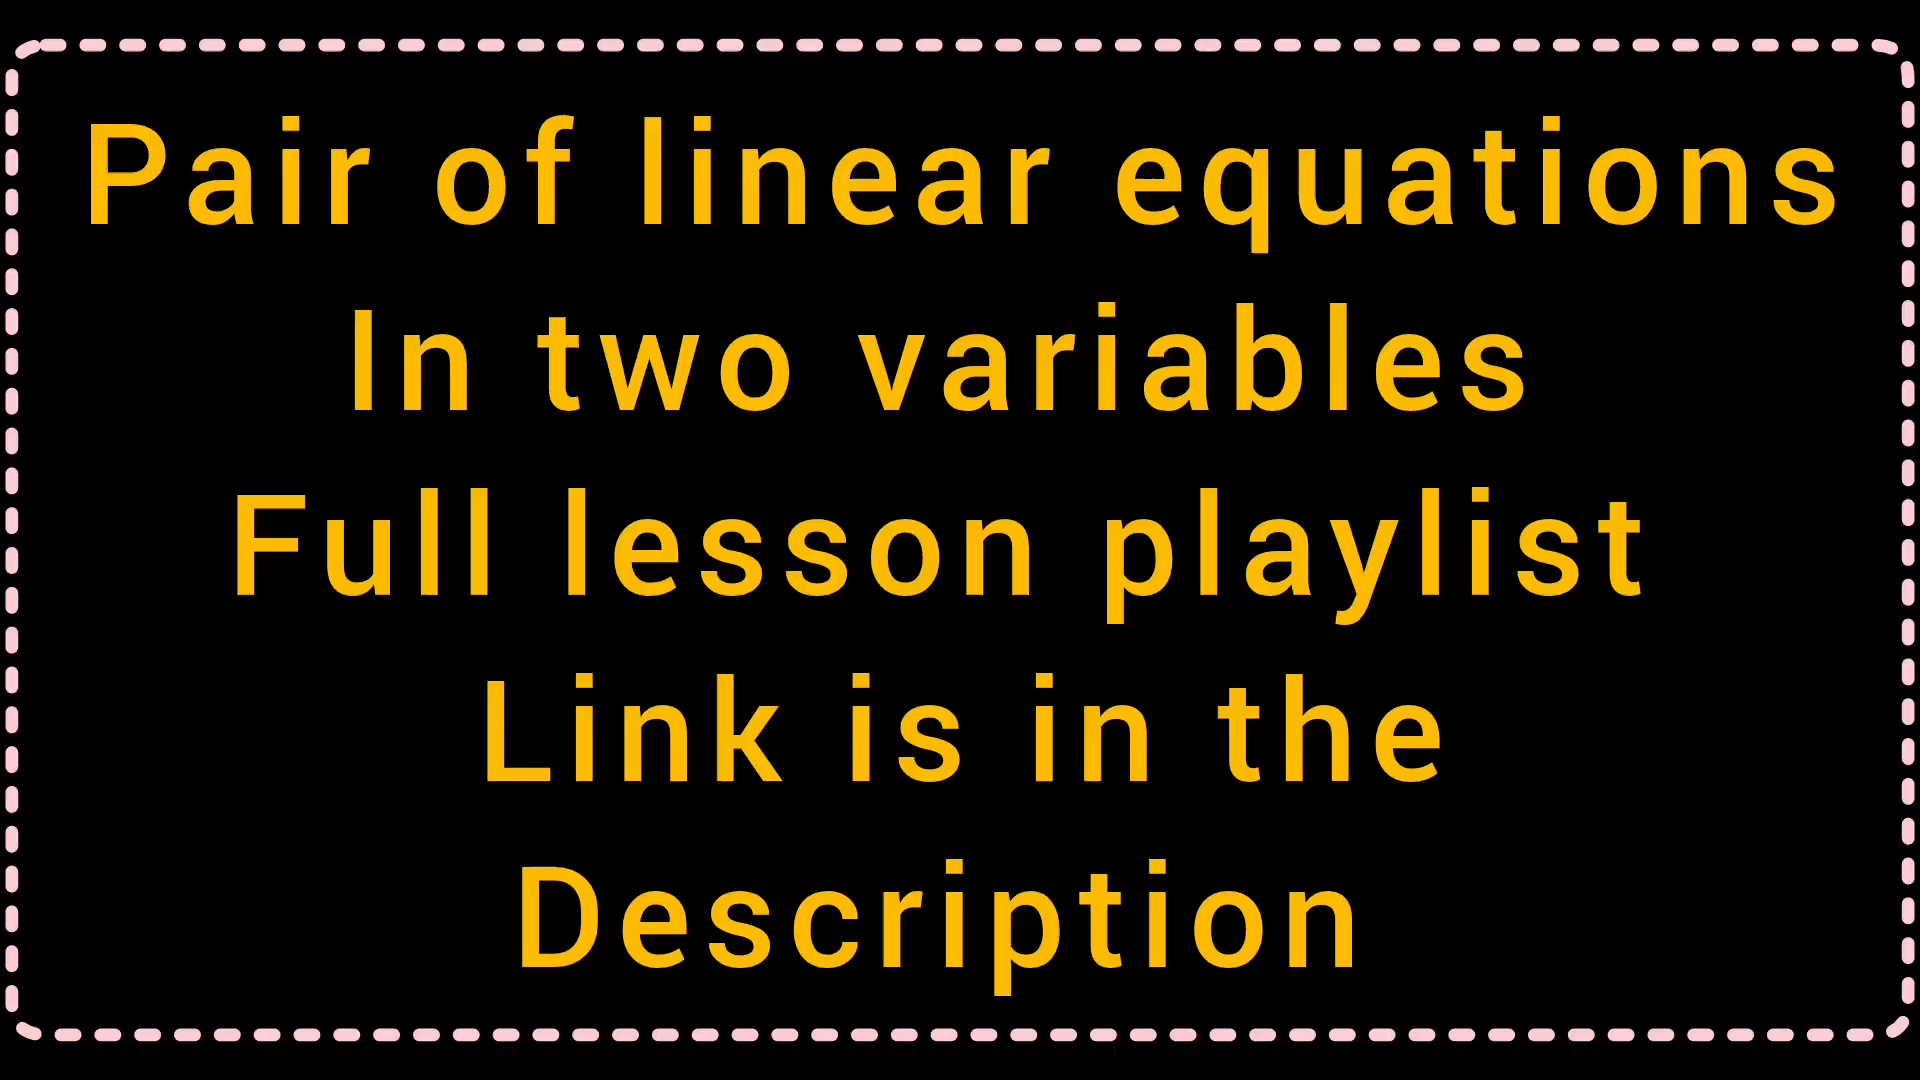 Pair of linear equations
In two variables
Full lesson playlist
Link is in the
Description